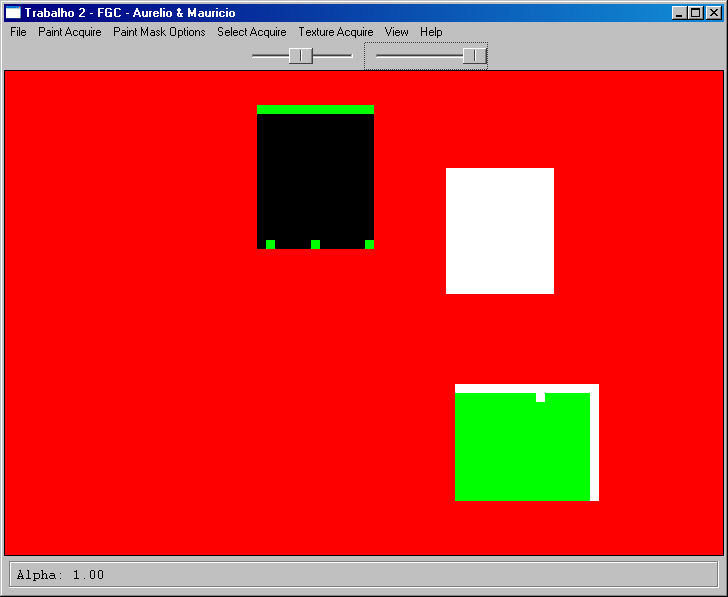 Trabalho 2 - FGC - Aurelio & Mauricio
File Paint Acquire Paint Mask Options Select Acquire Texture Acquire View Help
Alpha: 1.00